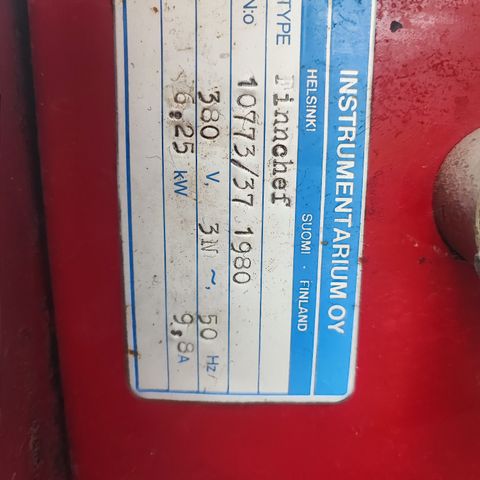 INSTRUMENTARIUM OY
HELSINKI SUOMI · FINLAND
TYPE Finnchef
N:o 10773/37 1980
380 V, 3N ~, 50 Hz
6,25 kW 9,8 A